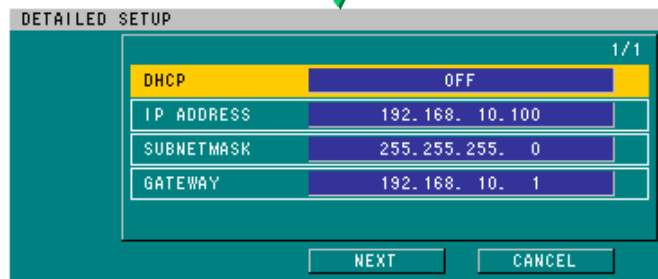 DETAILED SETUP
1/1
DHCP OFF
IP ADDRESS 192.168. 10.100
SUBNETMASK 255.255.255. 0
GATEWAY 192.168. 10. 1
NEXT CANCEL